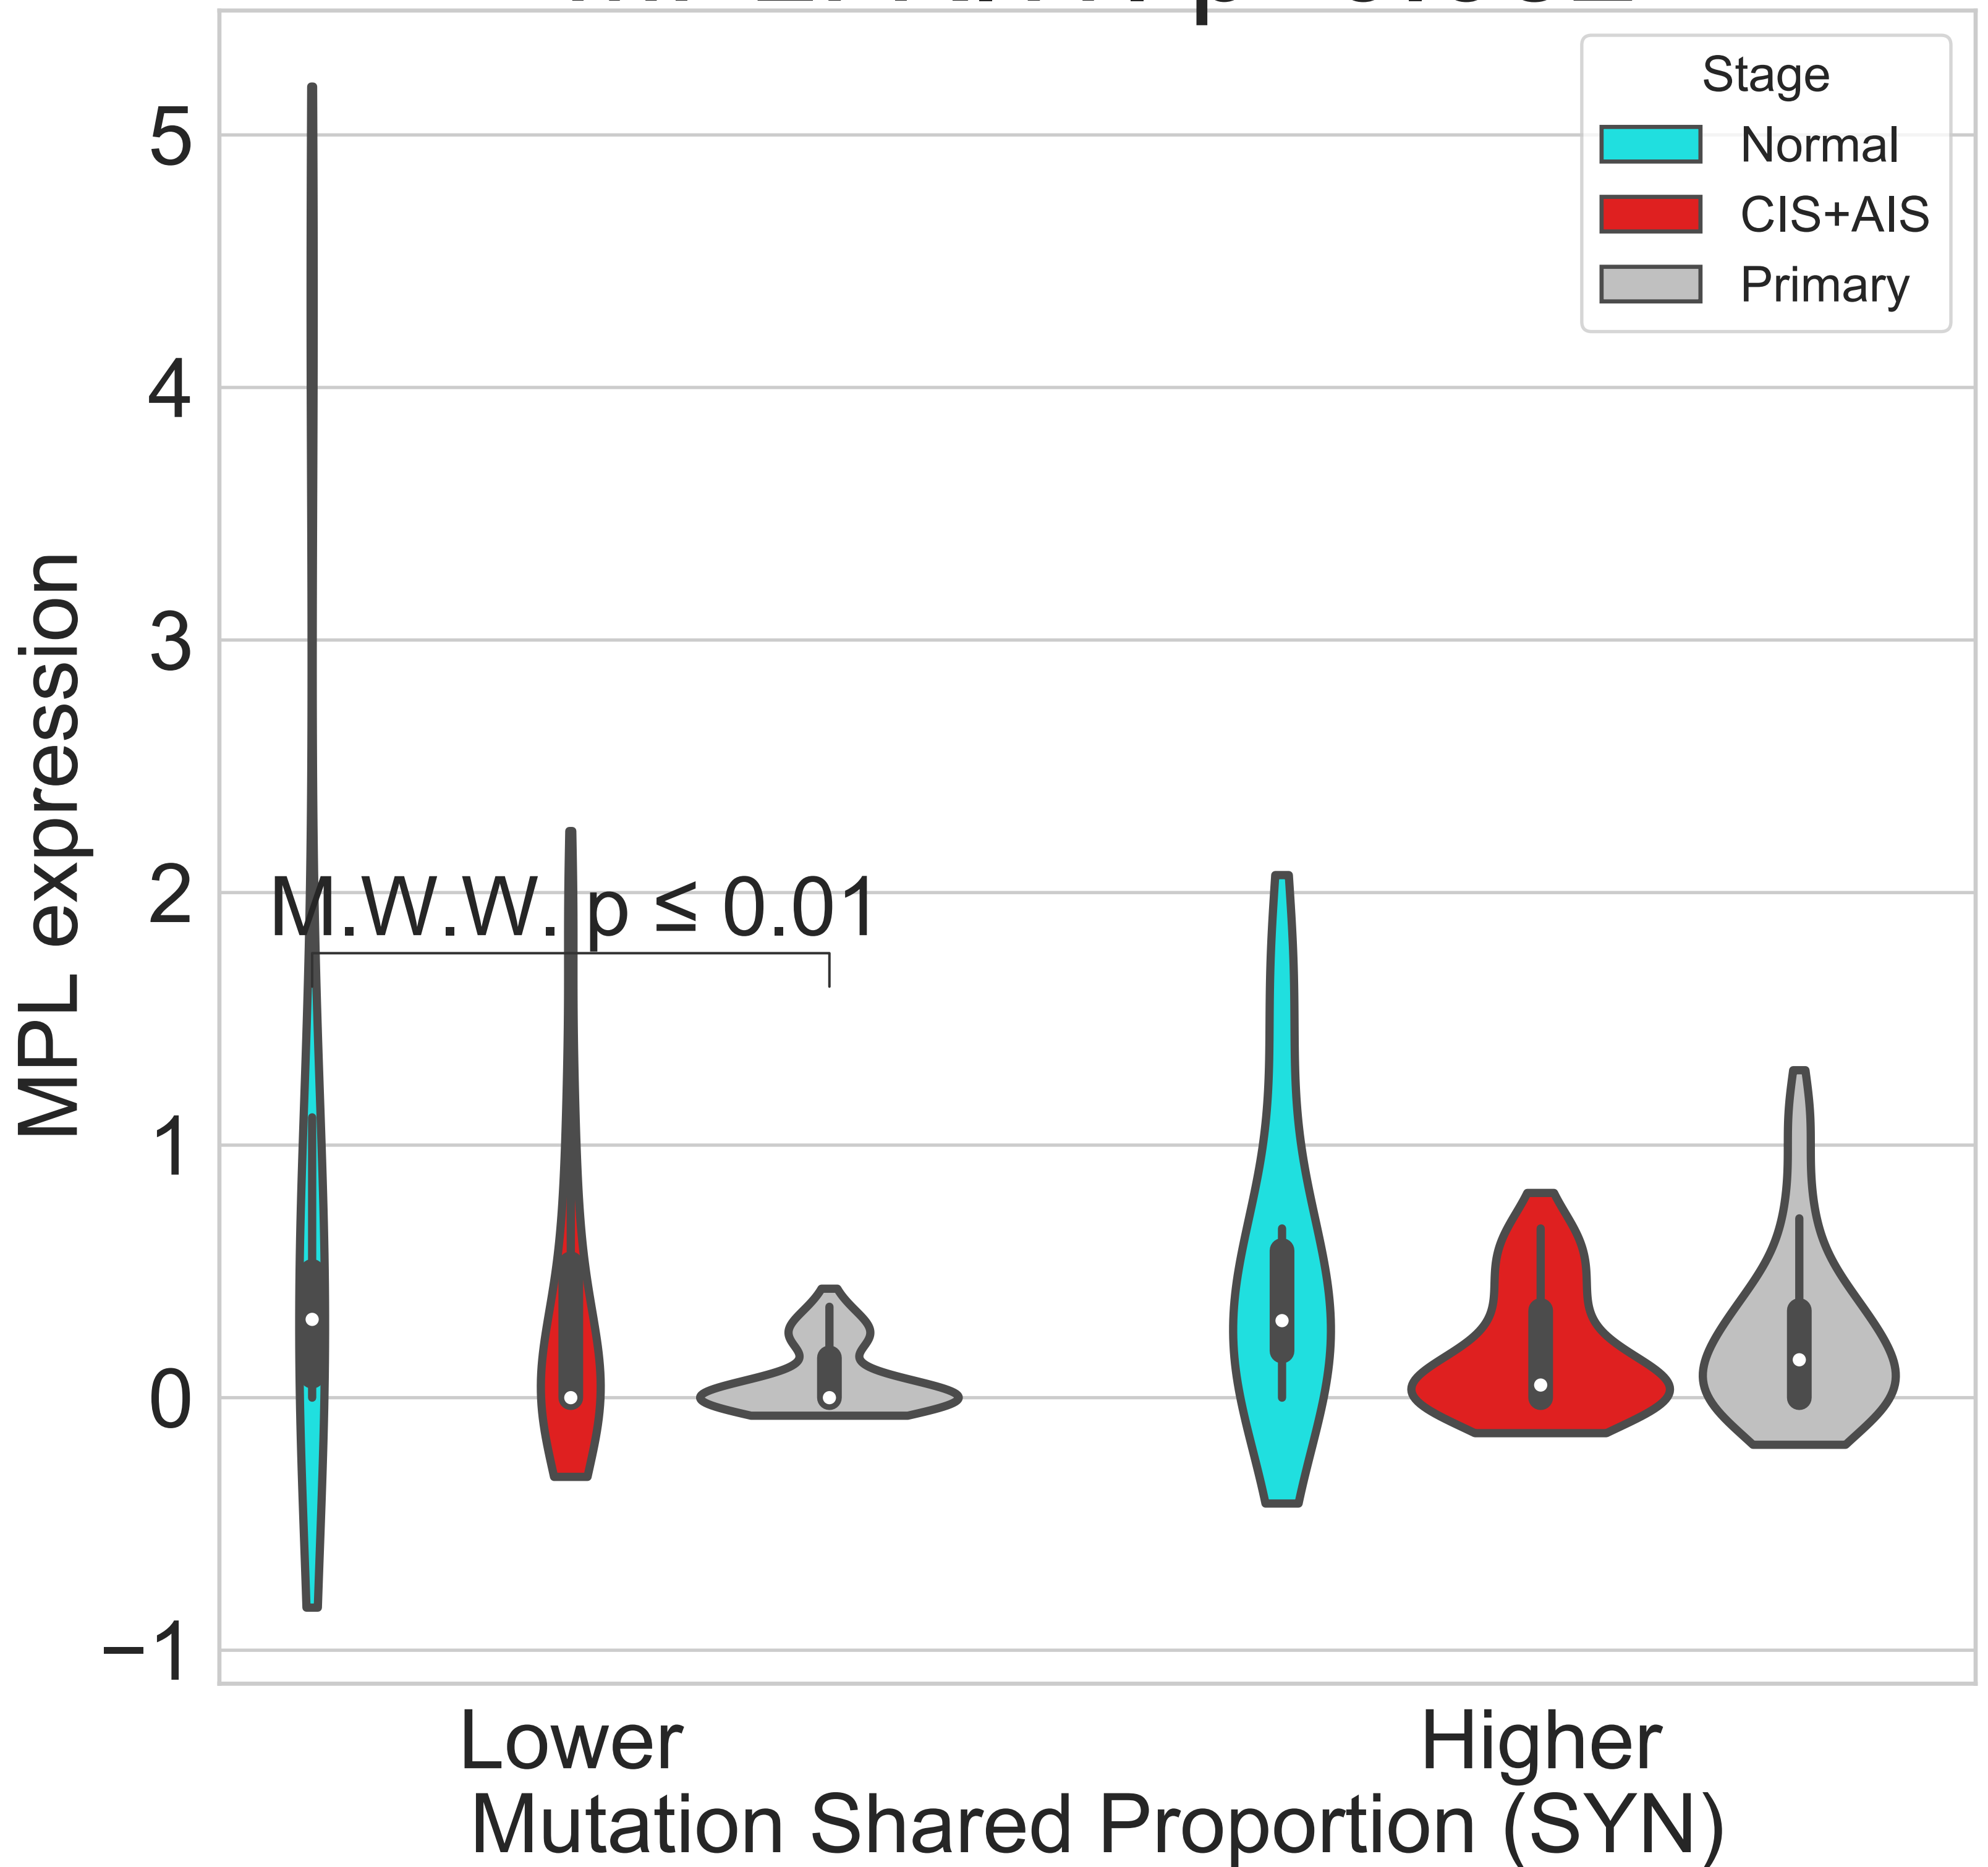 Stage
Normal
CIS+AIS
Primary
5
4
3
2
1
0
−1
MPL expression
M.W.W. p ≤ 0.01
Lower
Higher
Mutation Shared Proportion (SYN)